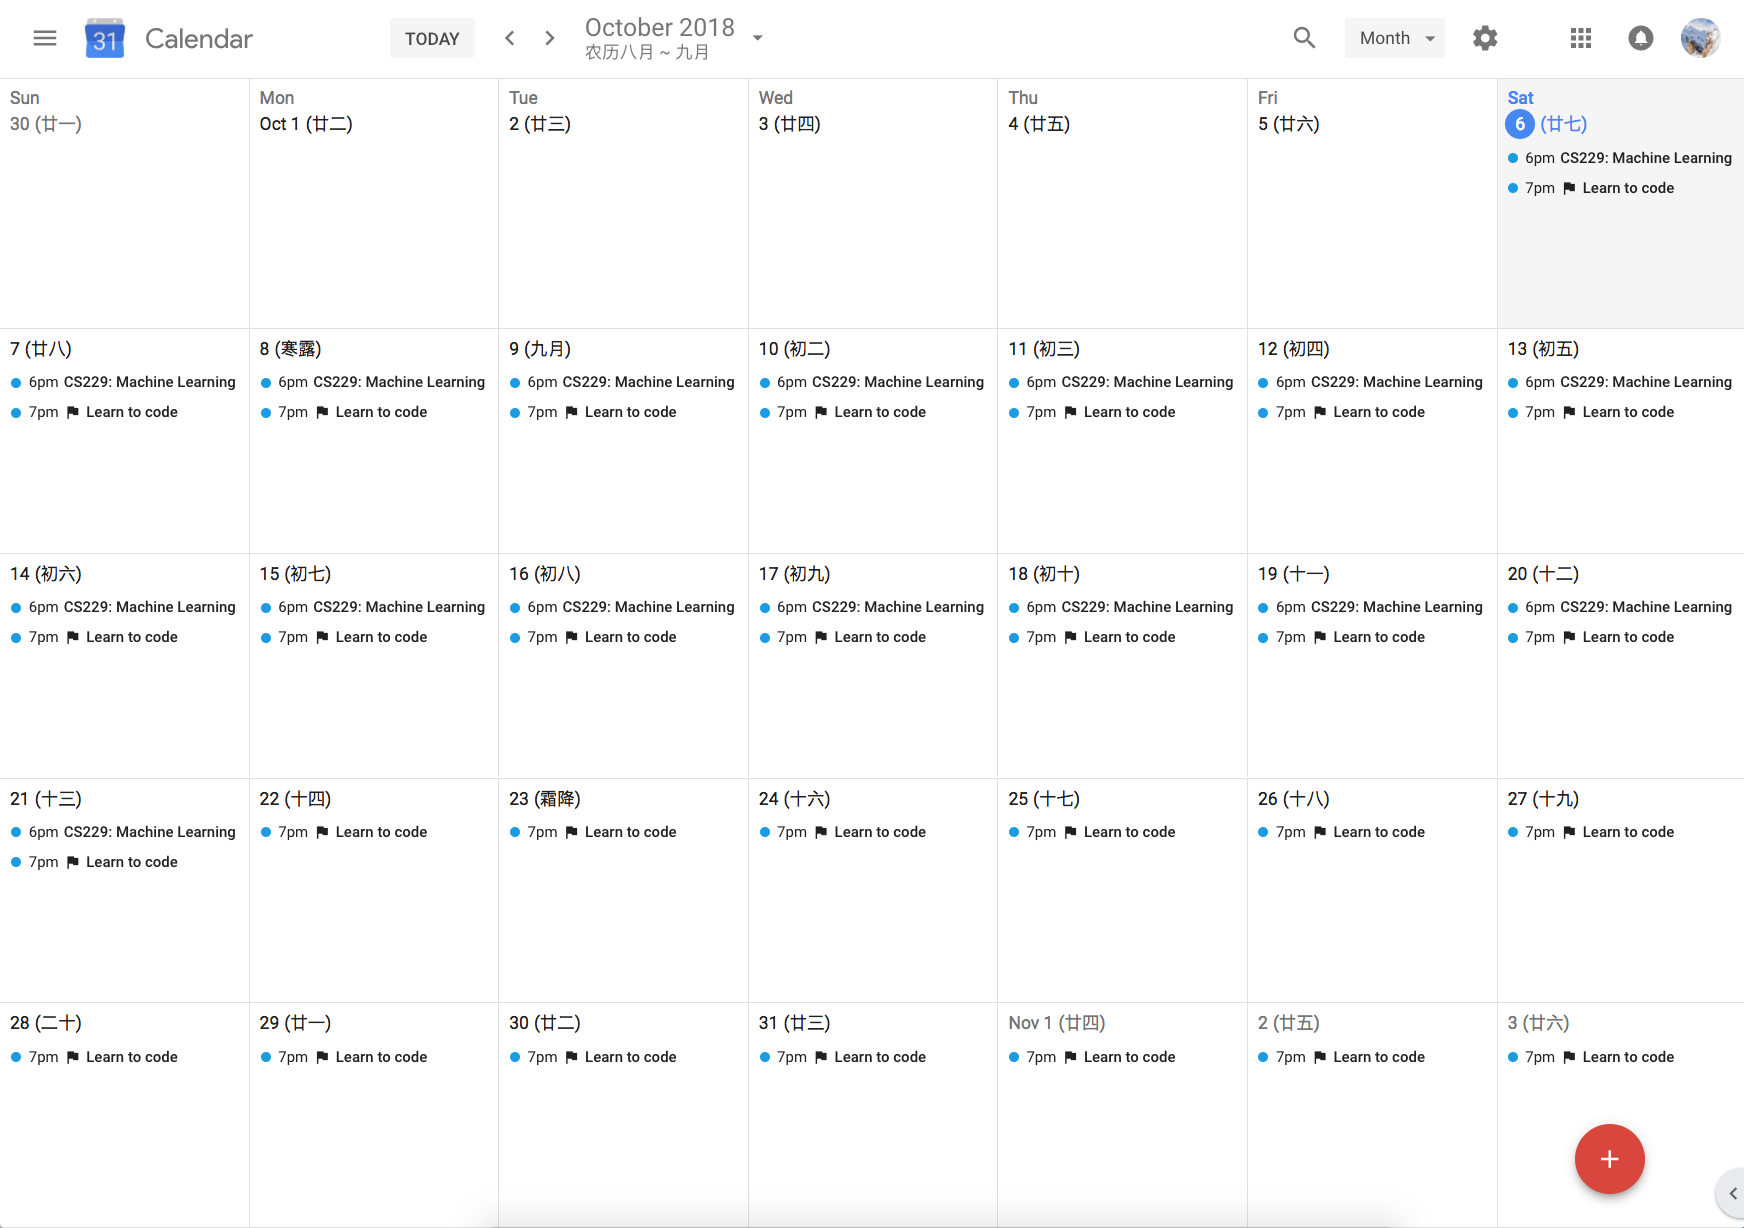 31 Calendar TODAY October 2018 Month
农历八月 ~ 九月
Sun Mon Tue Wed Thu Fri Sat
30 (廿一) Oct 1 (廿二) 2 (廿三) 3 (廿四) 4 (廿五) 5 (廿六) 6 (廿七)
6pm CS229: Machine Learning
7pm Learn to code
7 (廿八) 8 (寒露) 9 (九月) 10 (初二) 11 (初三) 12 (初四) 13 (初五)
6pm CS229: Machine Learning 6pm CS229: Machine Learning 6pm CS229: Machine Learning 6pm CS229: Machine Learning 6pm CS229: Machine Learning 6pm CS229: Machine Learning 6pm CS229: Machine Learning
7pm Learn to code 7pm Learn to code 7pm Learn to code 7pm Learn to code 7pm Learn to code 7pm Learn to code 7pm Learn to code
14 (初六) 15 (初七) 16 (初八) 17 (初九) 18 (初十) 19 (十一) 20 (十二)
6pm CS229: Machine Learning 6pm CS229: Machine Learning 6pm CS229: Machine Learning 6pm CS229: Machine Learning 6pm CS229: Machine Learning 6pm CS229: Machine Learning 6pm CS229: Machine Learning
7pm Learn to code 7pm Learn to code 7pm Learn to code 7pm Learn to code 7pm Learn to code 7pm Learn to code 7pm Learn to code
21 (十三) 22 (十四) 23 (霜降) 24 (十六) 25 (十七) 26 (十八) 27 (十九)
6pm CS229: Machine Learning 7pm Learn to code 7pm Learn to code 7pm Learn to code 7pm Learn to code 7pm Learn to code 7pm Learn to code
7pm Learn to code
28 (二十) 29 (廿一) 30 (廿二) 31 (廿三) Nov 1 (廿四) 2 (廿五) 3 (廿六)
7pm Learn to code 7pm Learn to code 7pm Learn to code 7pm Learn to code 7pm Learn to code 7pm Learn to code 7pm Learn to code